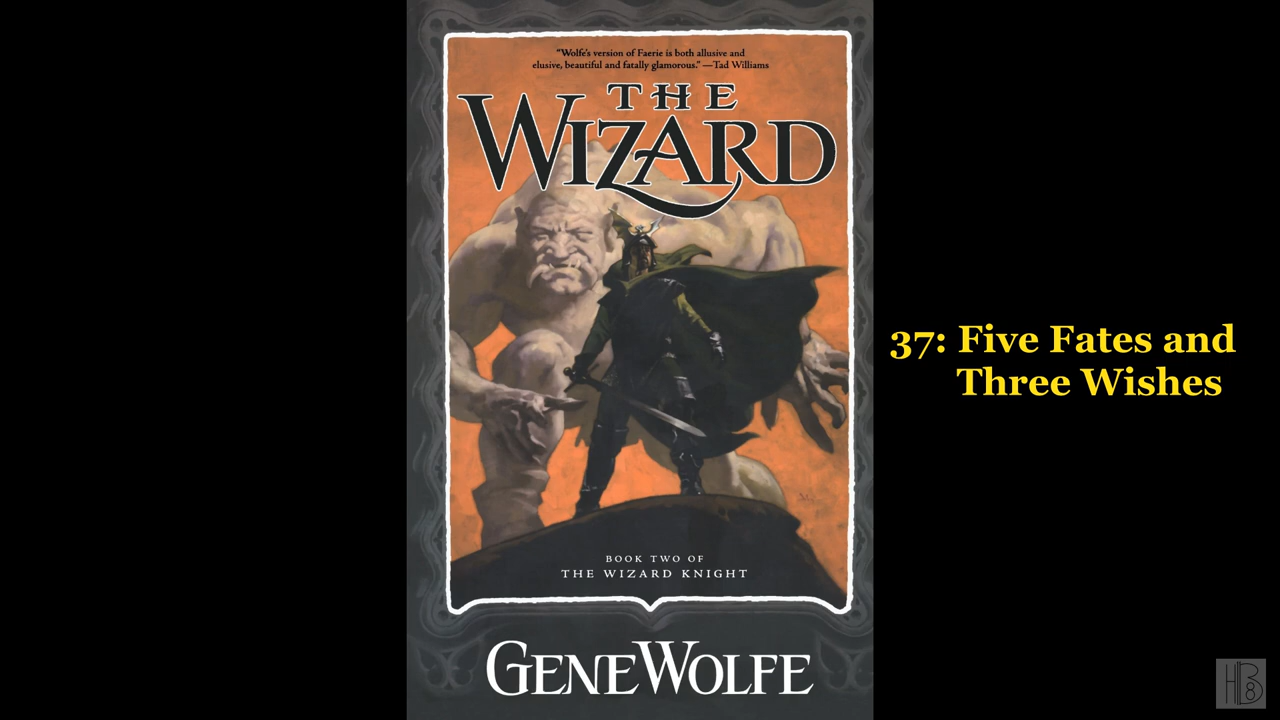 “Wolfe’s version of Faerie is both allusive and
elusive, beautiful and fatally glamorous.” —Tad Williams
THE
WIZARD
BOOK TWO OF
THE WIZARD KNIGHT
GENE WOLFE
37: Five Fates and
Three Wishes